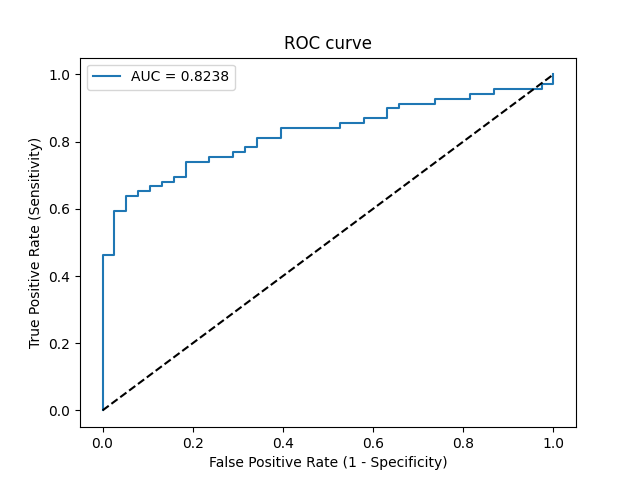 ROC curve
AUC = 0.8238
1.0
0.8
0.6
0.4
0.2
0.0
True Positive Rate (Sensitivity)
0.0 0.2 0.4 0.6 0.8 1.0
False Positive Rate (1 - Specificity)